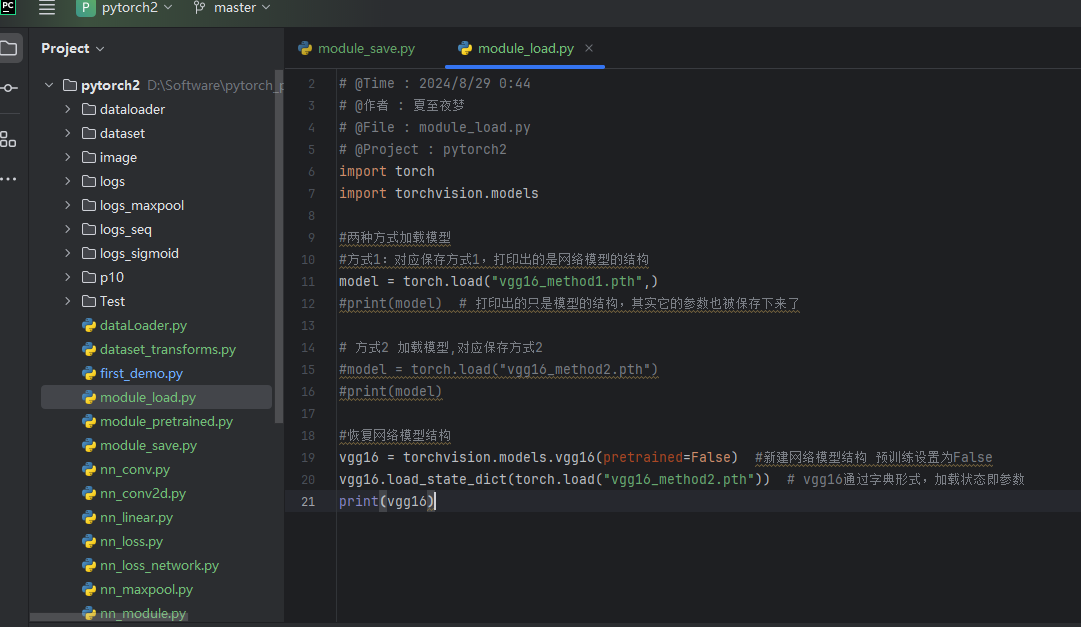 PC
P pytorch2 master
Project
module_save.py module_load.py
pytorch2 D:\Software\pytorch_p
dataloader
dataset
image
logs
logs_maxpool
logs_seq
logs_sigmoid
p10
Test
dataLoader.py
dataset_transforms.py
first_demo.py
module_load.py
module_pretrained.py
module_save.py
nn_conv.py
nn_conv2d.py
nn_linear.py
nn_loss.py
nn_loss_network.py
nn_maxpool.py
nn_module.py
2 # @Time : 2024/8/29 0:44
3 # @作者 : 夏至夜梦
4 # @File : module_load.py
5 # @Project : pytorch2
6 import torch
7 import torchvision.models
8
9 #两种方式加载模型
10 #方式1：对应保存方式1，打印出的是网络模型的结构
11 model = torch.load("vgg16_method1.pth",)
12 #print(model)  # 打印出的只是模型的结构，其实它的参数也被保存下来了
13
14 # 方式2 加载模型,对应保存方式2
15 #model = torch.load("vgg16_method2.pth")
16 #print(model)
17
18 #恢复网络模型结构
19 vgg16 = torchvision.models.vgg16(pretrained=False)  #新建网络模型结构 预训练设置为False
20 vgg16.load_state_dict(torch.load("vgg16_method2.pth"))  # vgg16通过字典形式，加载状态即参数
21 print(vgg16)